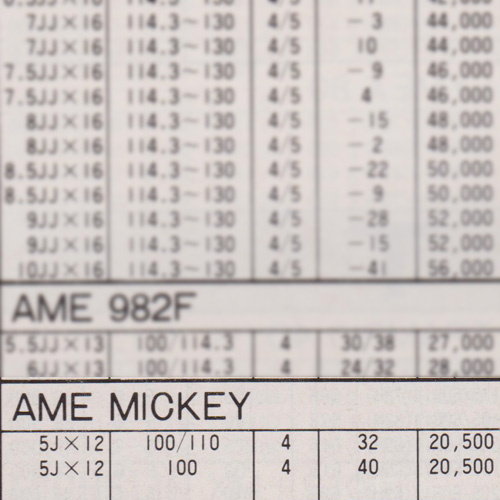 7JJ×16 114.3~130 4/5 -3 44,000
7JJ×16 114.3~130 4/5 10 44,000
7.5JJ×16 114.3~130 4/5 -9 46,000
7.5JJ×16 114.3~130 4/5 4 46,000
8JJ×16 114.3~130 4/5 -15 48,000
8JJ×16 114.3~130 4/5 -2 48,000
8.5JJ×16 114.3~130 4/5 -22 50,000
8.5JJ×16 114.3~130 4/5 -9 50,000
9JJ×16 114.3~130 4/5 -28 52,000
9JJ×16 114.3~130 4/5 -15 52,000
10JJ×16 114.3~130 4/5 -41 56,000
AME 982F
5.5JJ×13 100/114.3 4 30/38 27,000
6JJ×13 100/114.3 4 24/32 28,000
AME MICKEY
5J×12 100/110 4 32 20,500
5J×12 100 4 40 20,500